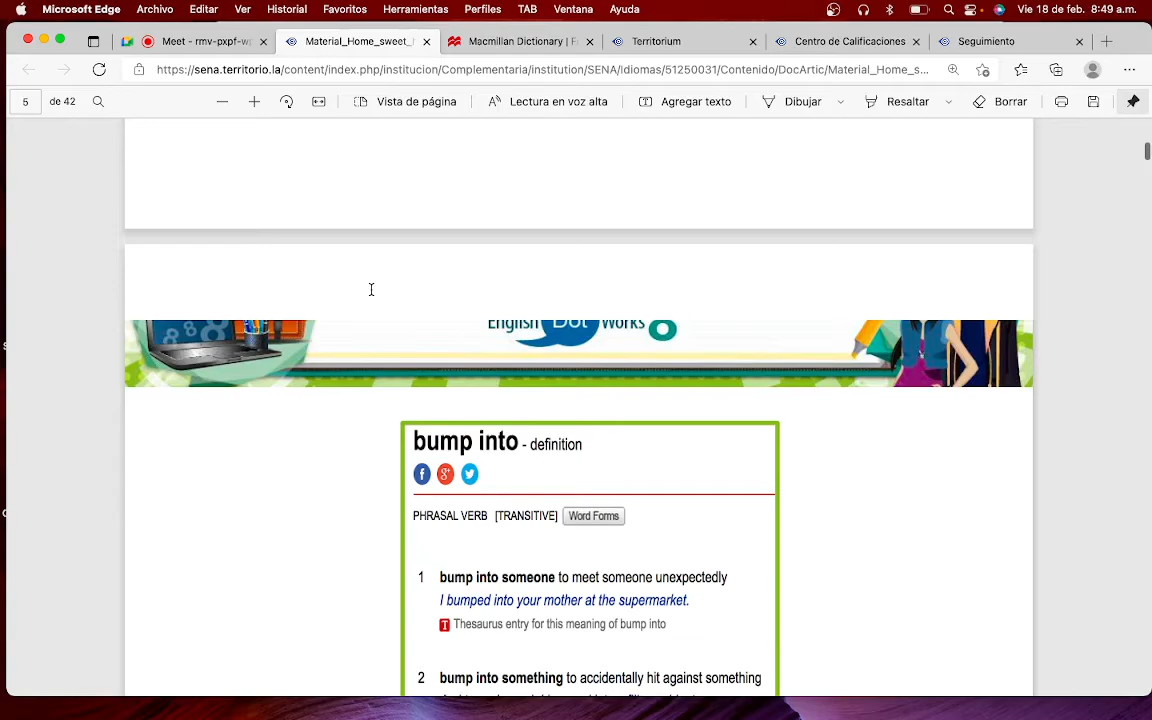 Microsoft Edge Archivo Editar Ver Historial Favoritos Herramientas Perfiles TAB Ventana Ayuda Vie 18 de feb. 8:49 a.m.
Meet - rmv-pxpf-w Material_Home_sweet_ Macmillan Dictionary | F Territorium Centro de Calificaciones Seguimiento
https://sena.territorio.la/content/index.php/institucion/Complementaria/institution/SENA/Idiomas/51250031/Contenido/DocArtic/Material_Home_s...
5 de 42 Vista de página Lectura en voz alta Agregar texto Dibujar Resaltar Borrar
English Dot Works 8
bump into - definition
PHRASAL VERB [TRANSITIVE] Word Forms
1 bump into someone to meet someone unexpectedly
I bumped into your mother at the supermarket.
T Thesaurus entry for this meaning of bump into
2 bump into something to accidentally hit against something